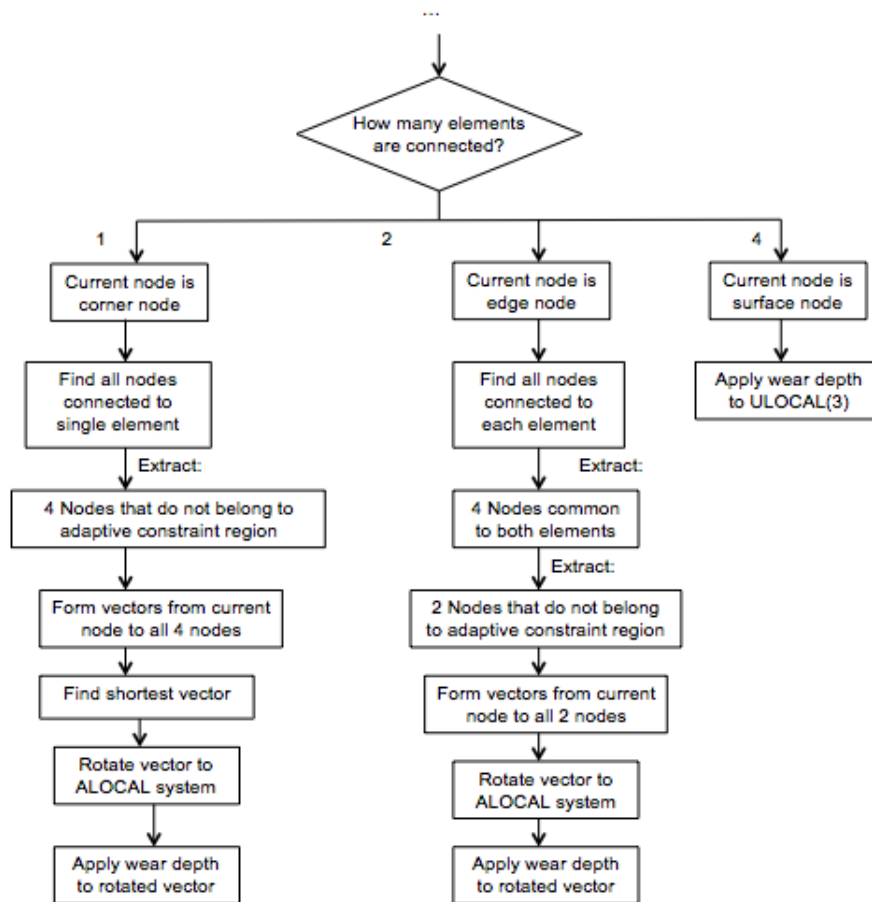 ...
How many elements
are connected?
1
2
4
Current node is
corner node
Current node is
edge node
Current node is
surface node
Find all nodes
connected to
single element
Find all nodes
connected to
each element
Apply wear depth
to ULOCAL(3)
Extract:
Extract:
4 Nodes that do not belong to
adaptive constraint region
4 Nodes common
to both elements
Extract:
Form vectors from current
node to all 4 nodes
2 Nodes that do not belong
to adaptive constraint region
Find shortest vector
Form vectors from current
node to all 2 nodes
Rotate vector to
ALOCAL system
Rotate vector to
ALOCAL system
Apply wear depth
to rotated vector
Apply wear depth
to rotated vector